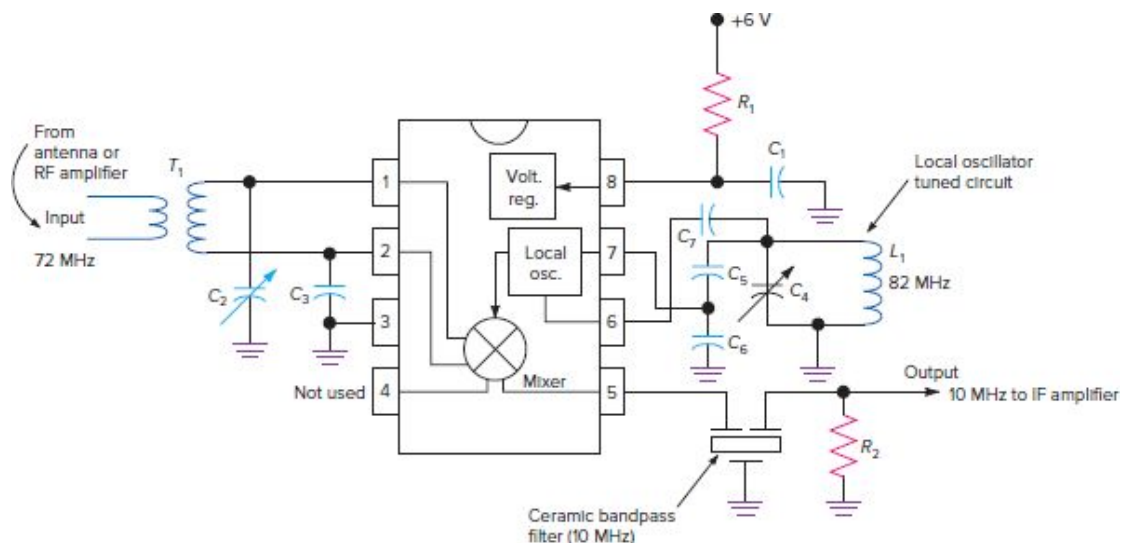 +6 V
R1
From
antenna or
RF amplifier
T1
C1
Local oscillator
tuned circuit
1
Volt.
reg.
8
Input
72 MHz
2
Local
osc.
7
C7
C5
C4
L1
82 MHz
C2
C3
3
6
C6
Not used
4
Mixer
5
Output
10 MHz to IF amplifier
R2
Ceramic bandpass
filter (10 MHz)